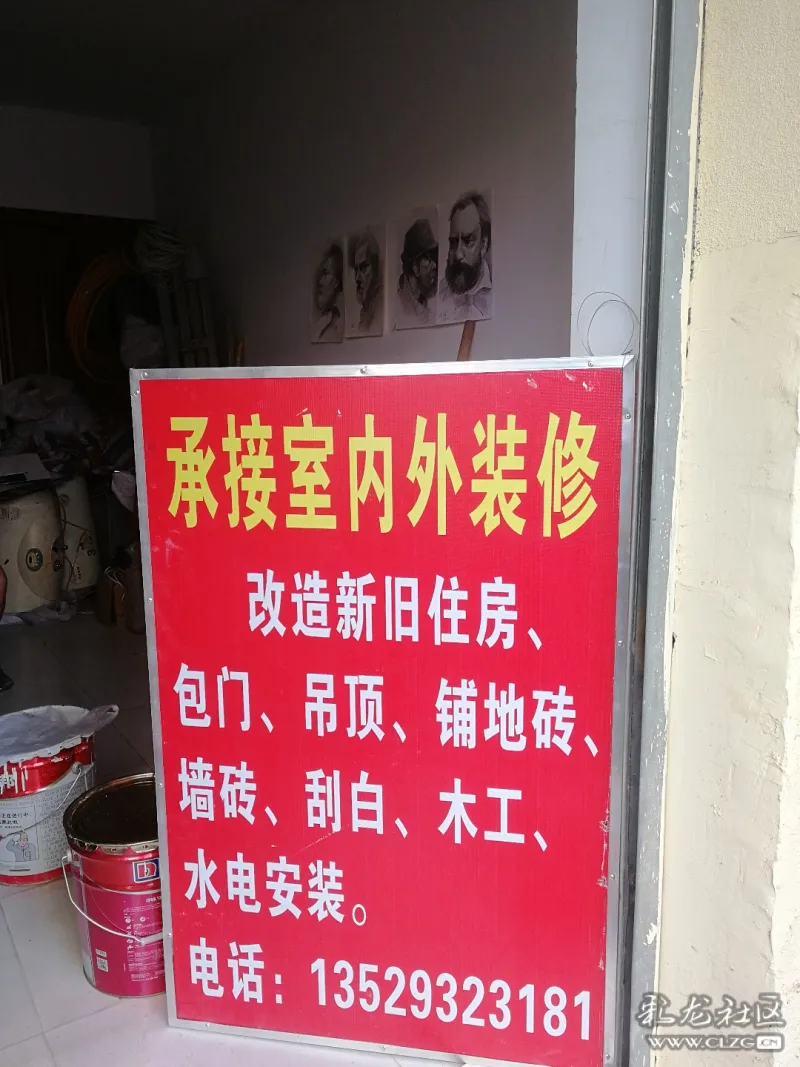 承接室内外装修
改造新旧住房、
包门、吊顶、铺地砖、
墙砖、刮白、木工、
水电安装。
电话：13529323181
彩龙社区
WWW.CLZG.CN